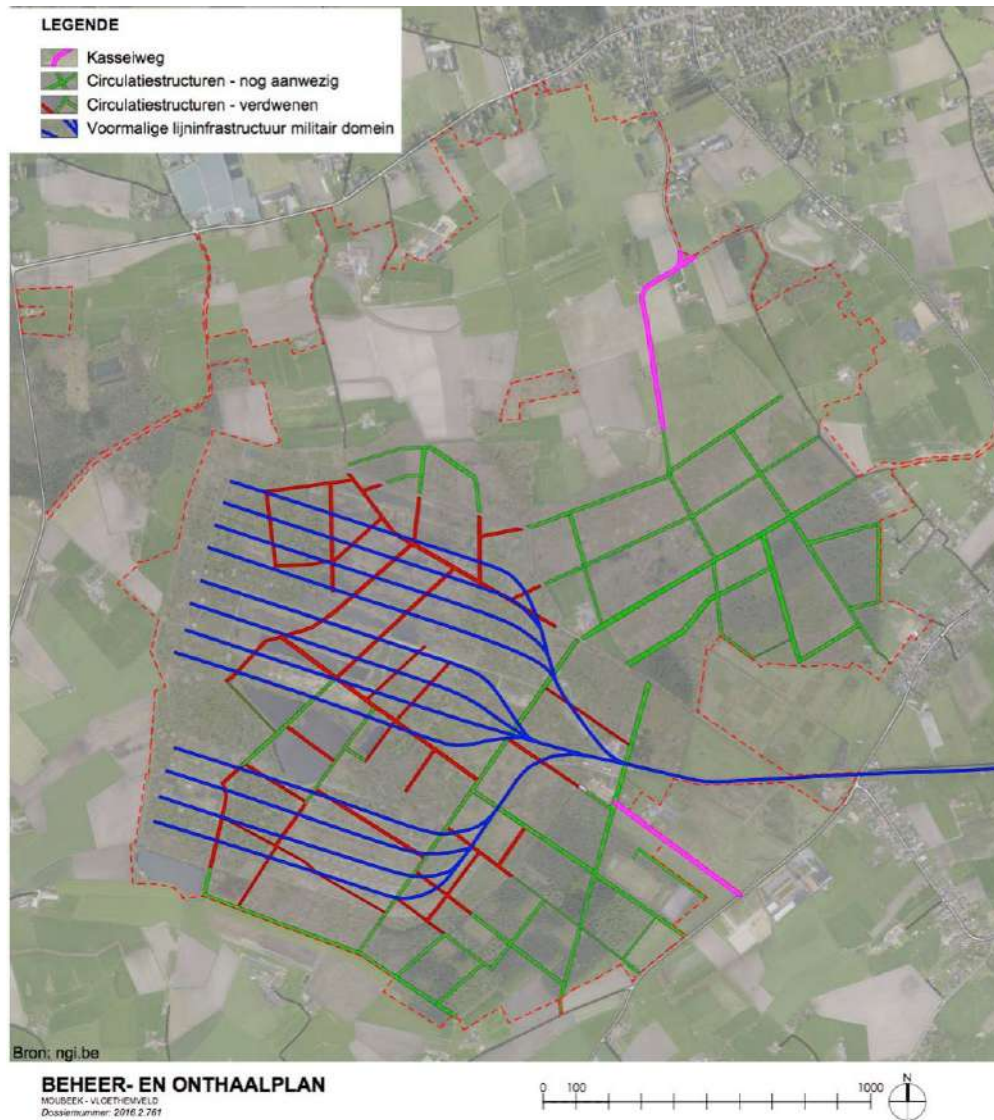 LEGENDE
Kasseiweg
Circulatiestructuren - nog aanwezig
Circulatiestructuren - verdwenen
Voormalige lijninfrastructuur militair domein
Bron: ngi.be
BEHEER- EN ONTHAALPLAN
MOUBEEK - VLOETHEMVELD
Dossiernummer: 2016.2.761
0 100 1000
N